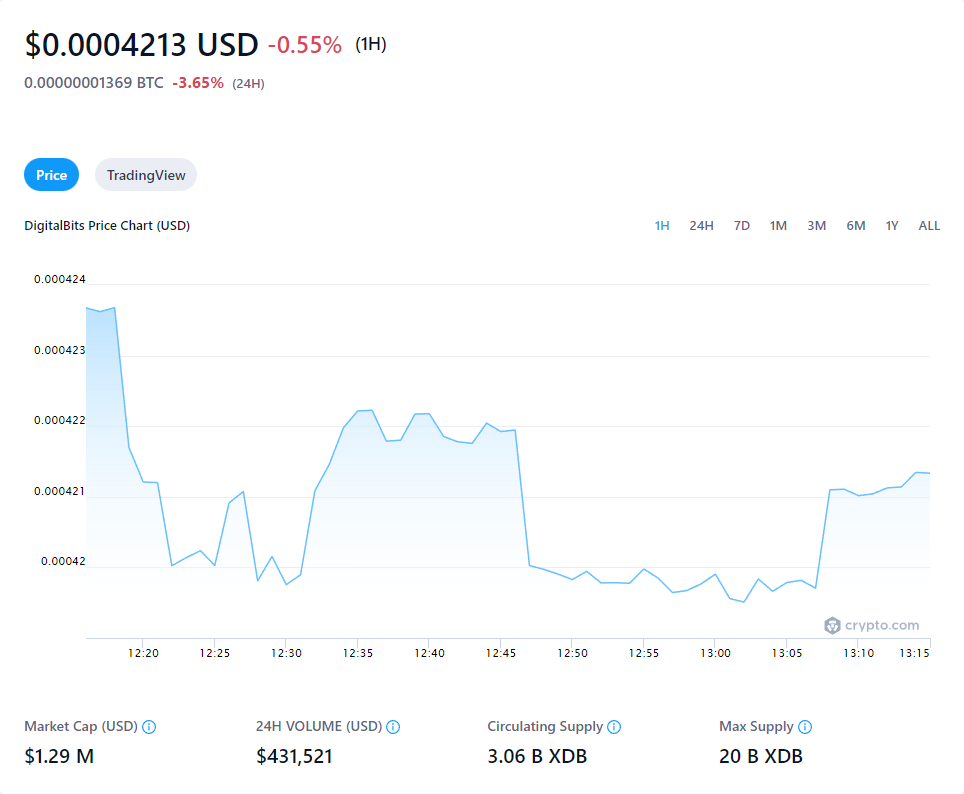 $0.0004213 USD -0.55% (1H)
0.00000001369 BTC -3.65% (24H)
Price TradingView
DigitalBits Price Chart (USD) 1H 24H 7D 1M 3M 6M 1Y ALL
0.000424
0.000423
0.000422
0.000421
0.00042
crypto.com
12:20 12:25 12:30 12:35 12:40 12:45 12:50 12:55 13:00 13:05 13:10 13:15
Market Cap (USD) 24H VOLUME (USD) Circulating Supply Max Supply
$1.29 M $431,521 3.06 B XDB 20 B XDB